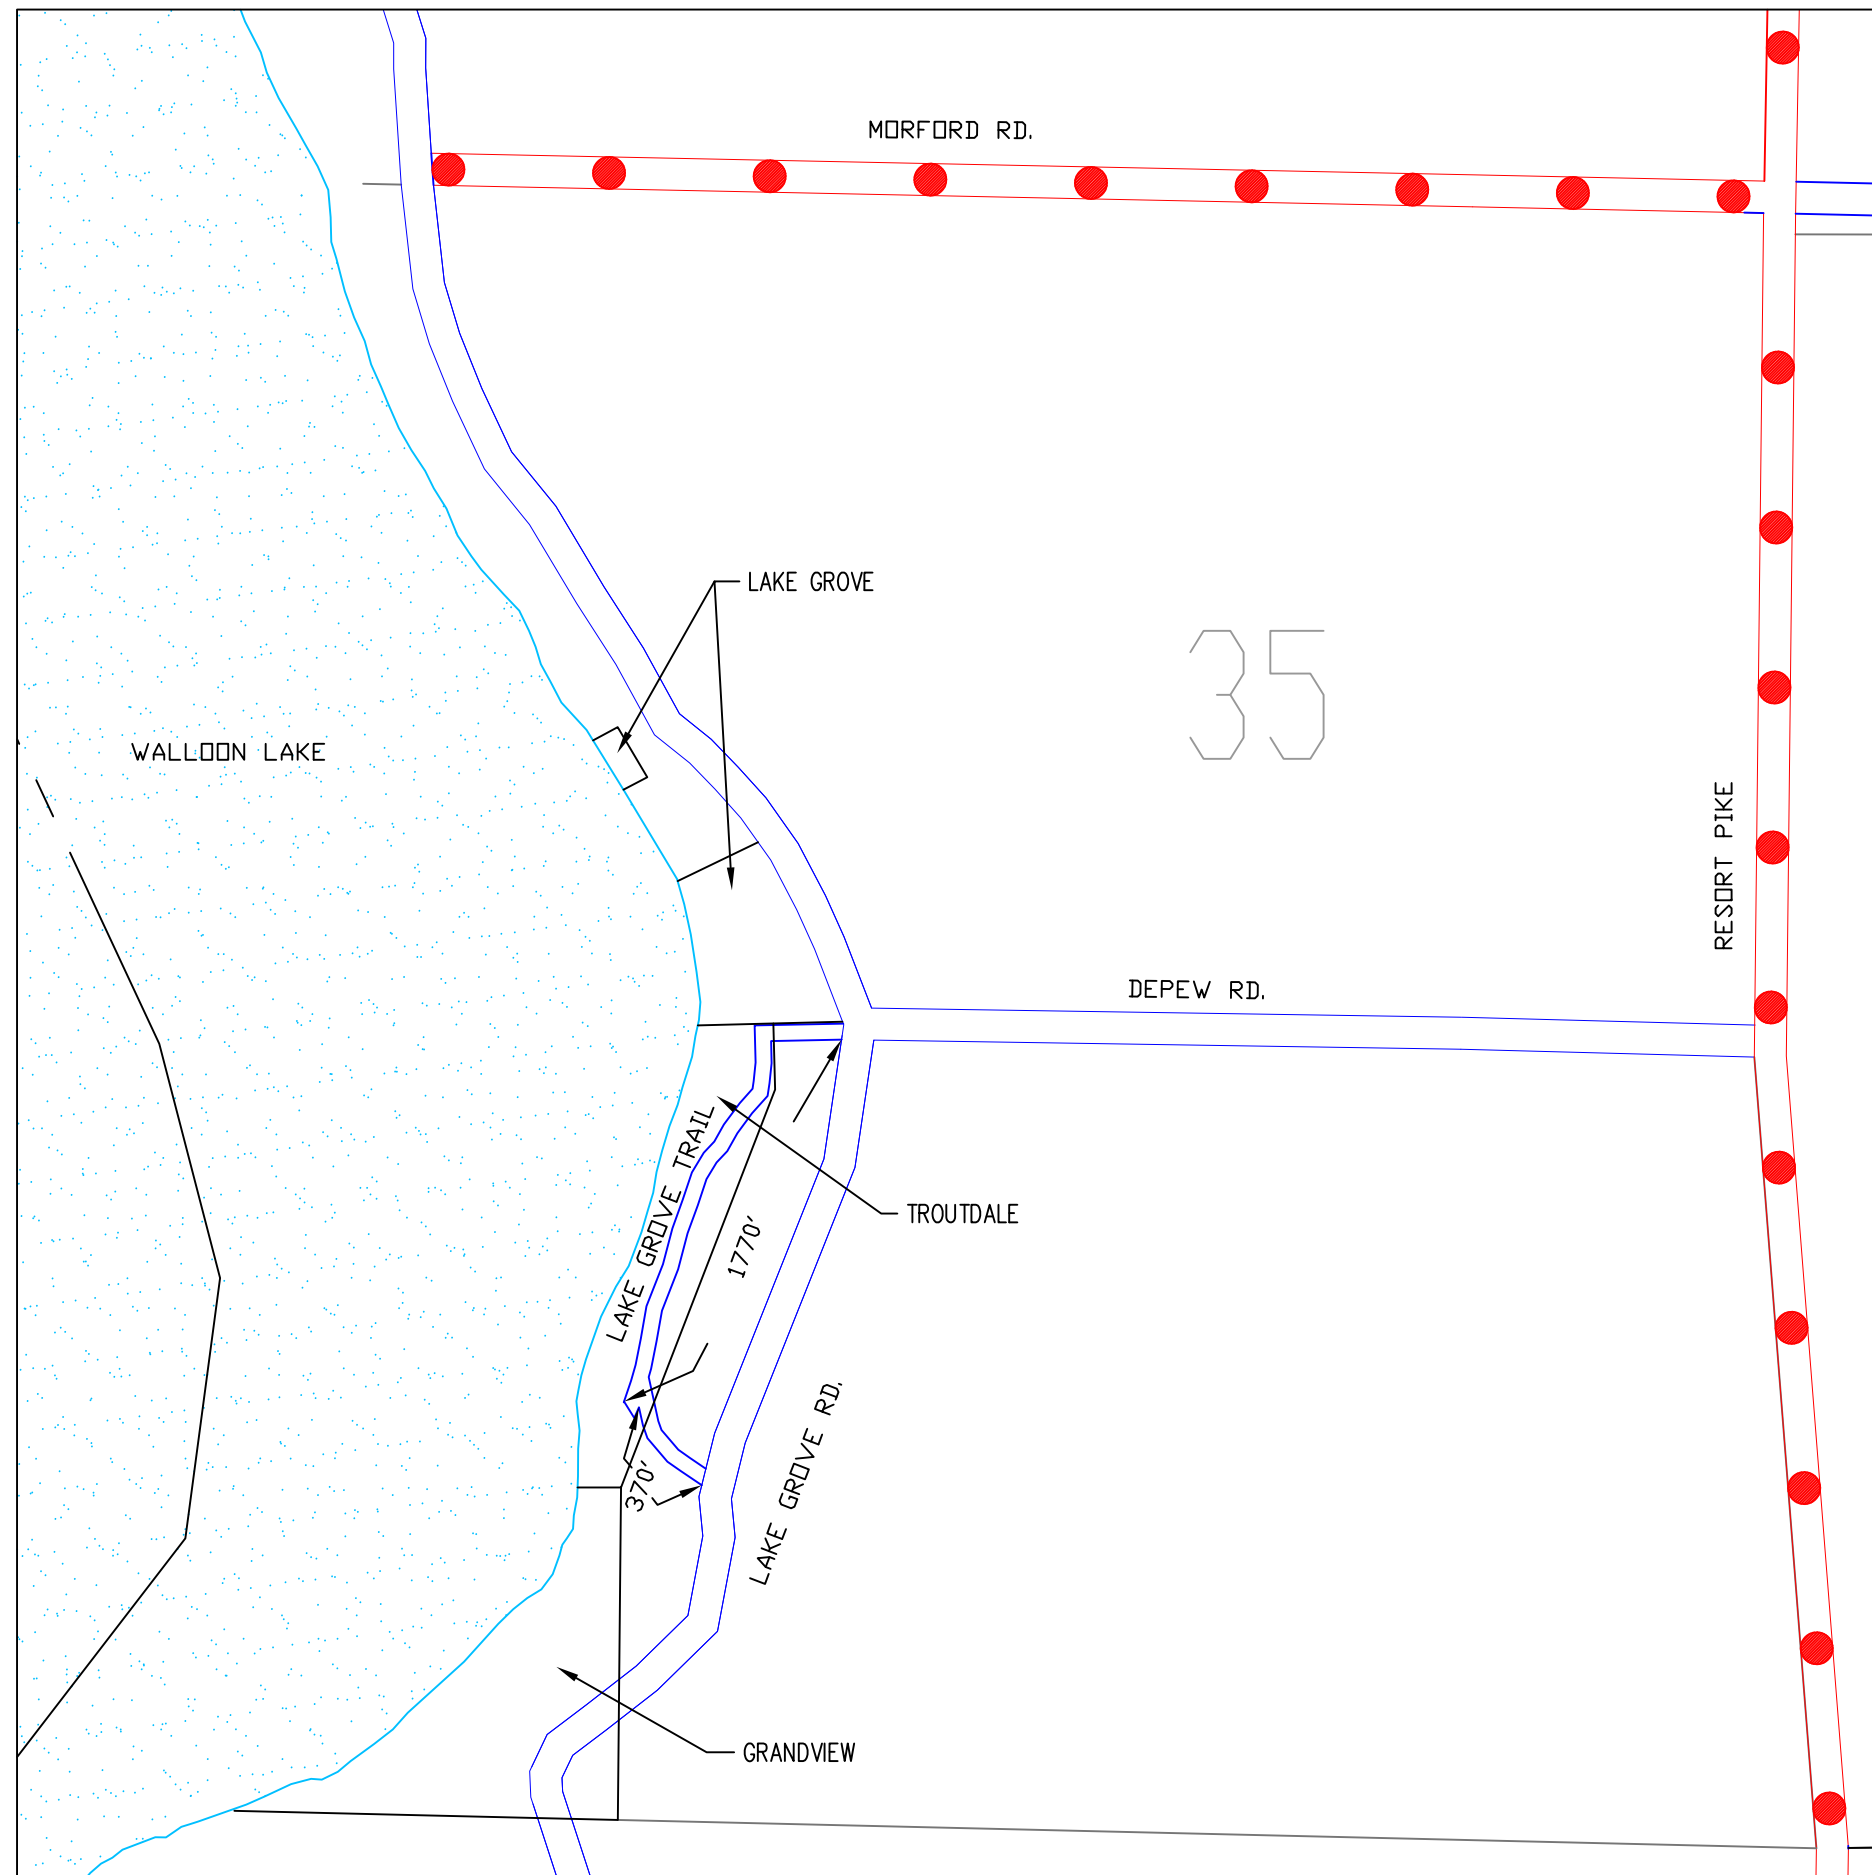 MORFORD RD.
LAKE GROVE
35
WALLOON LAKE
RESORT PIKE
DEPEW RD.
LAKE GROVE TRAIL
TROUTDALE
1770'
370'
LAKE GROVE RD.
GRANDVIEW